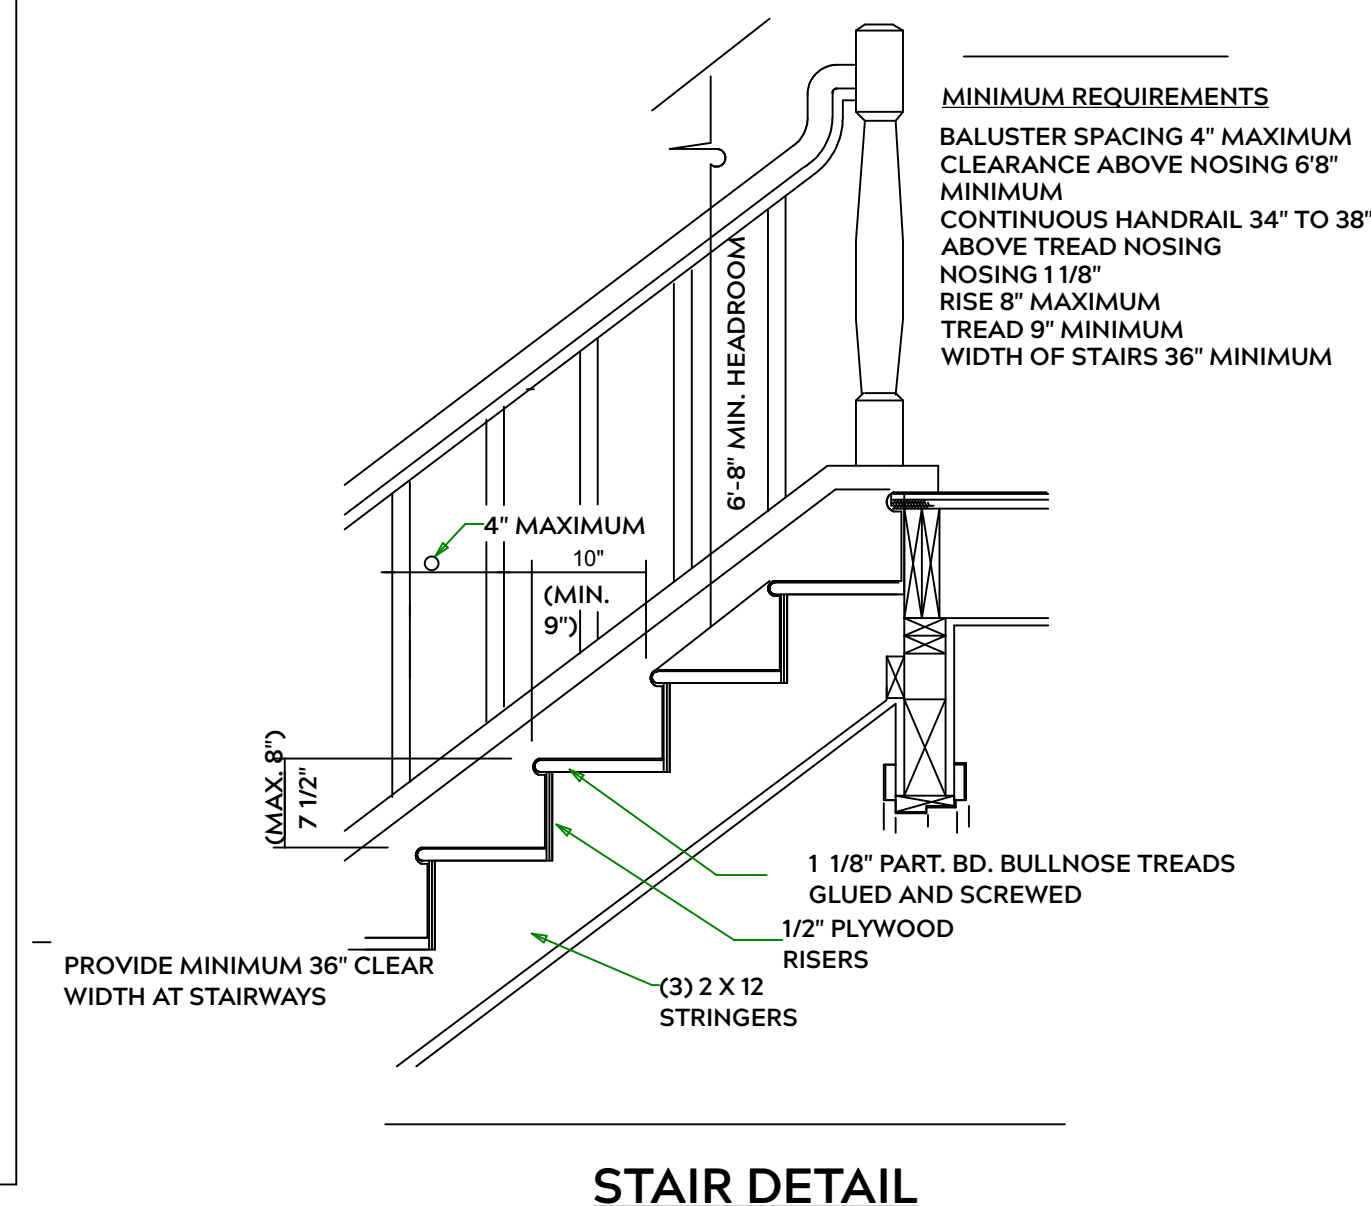 MINIMUM REQUIREMENTS
BALUSTER SPACING 4" MAXIMUM
CLEARANCE ABOVE NOSING 6'8"
MINIMUM
CONTINUOUS HANDRAIL 34" TO 38"
ABOVE TREAD NOSING
NOSING 1 1/8"
RISE 8" MAXIMUM
TREAD 9" MINIMUM
WIDTH OF STAIRS 36" MINIMUM
6'-8" MIN. HEADROOM
4" MAXIMUM
10"
(MIN.
9")
(MAX. 8")
7 1/2"
1 1/8" PART. BD. BULLNOSE TREADS
GLUED AND SCREWED
1/2" PLYWOOD
RISERS
PROVIDE MINIMUM 36" CLEAR
WIDTH AT STAIRWAYS
(3) 2 X 12
STRINGERS
STAIR DETAIL